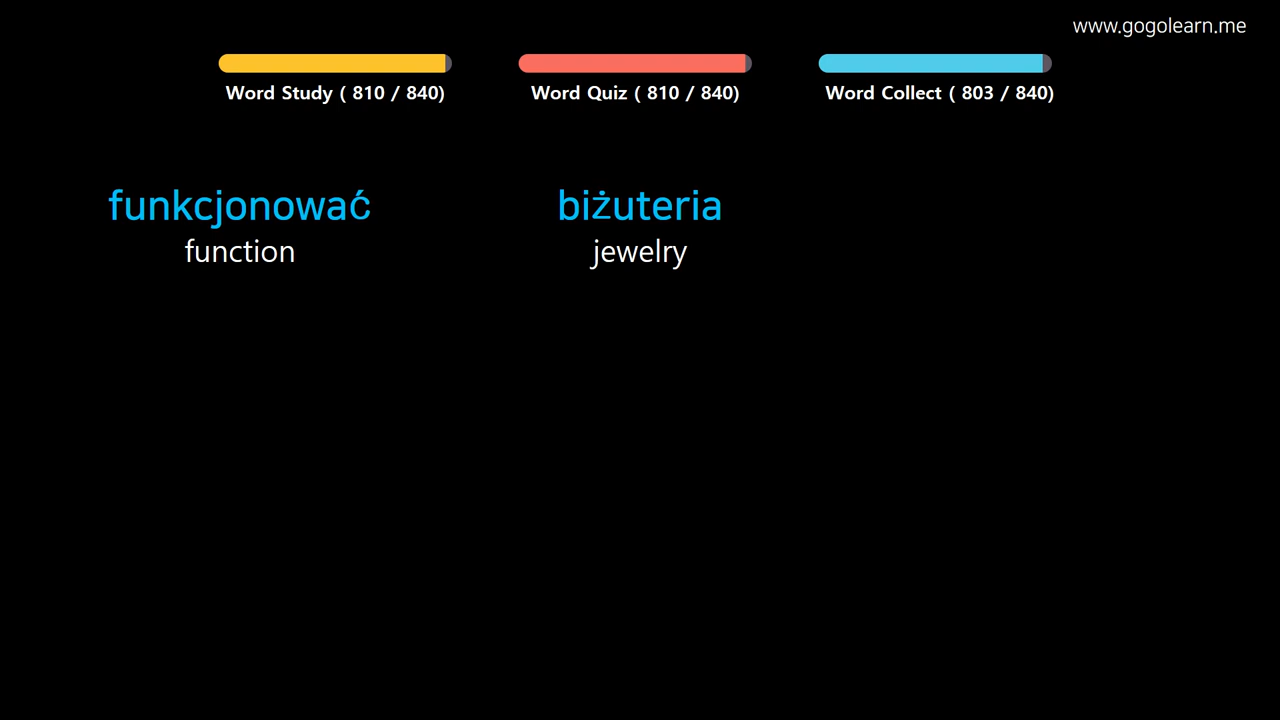 www.gogolearn.me
Word Study ( 810 / 840)
Word Quiz ( 810 / 840)
Word Collect ( 803 / 840)
funkcjonować
function
biżuteria
jewelry